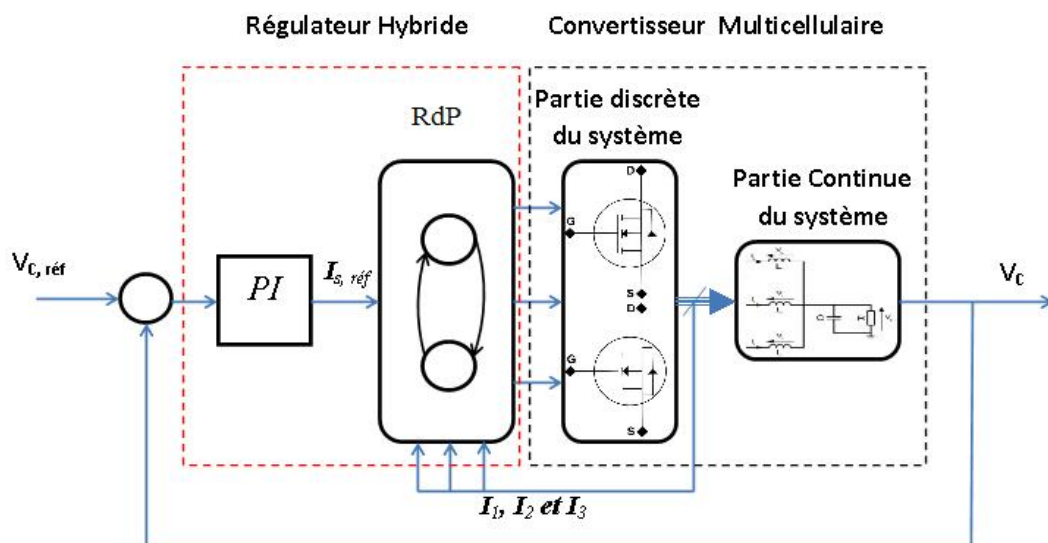 Régulateur Hybride
Convertisseur Multicellulaire
RdP
Partie discrète
du système
Partie Continue
du système
V_C, réf
PI
I_s, réf
D
G
S
D
G
S
V_C
I_1, I_2 et I_3